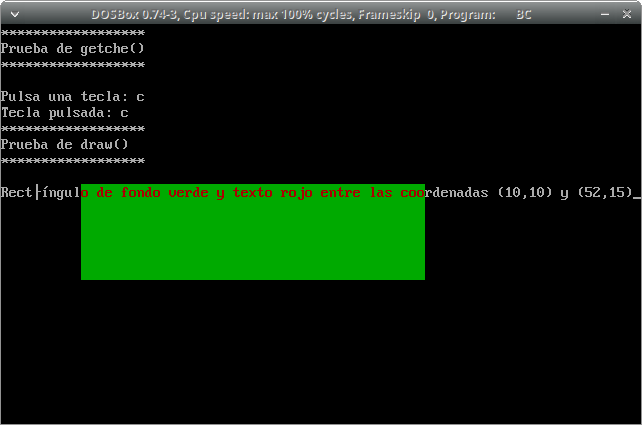 DOSBox 0.74-3, Cpu speed: max 100% cycles, Frameskip 0, Program: BC
******************
Prueba de getche()
******************
Pulsa una tecla: c
Tecla pulsada: c
******************
Prueba de draw()
******************
Rect├íngulo de fondo verde y texto rojo entre las coordenadas (10,10) y (52,15)_